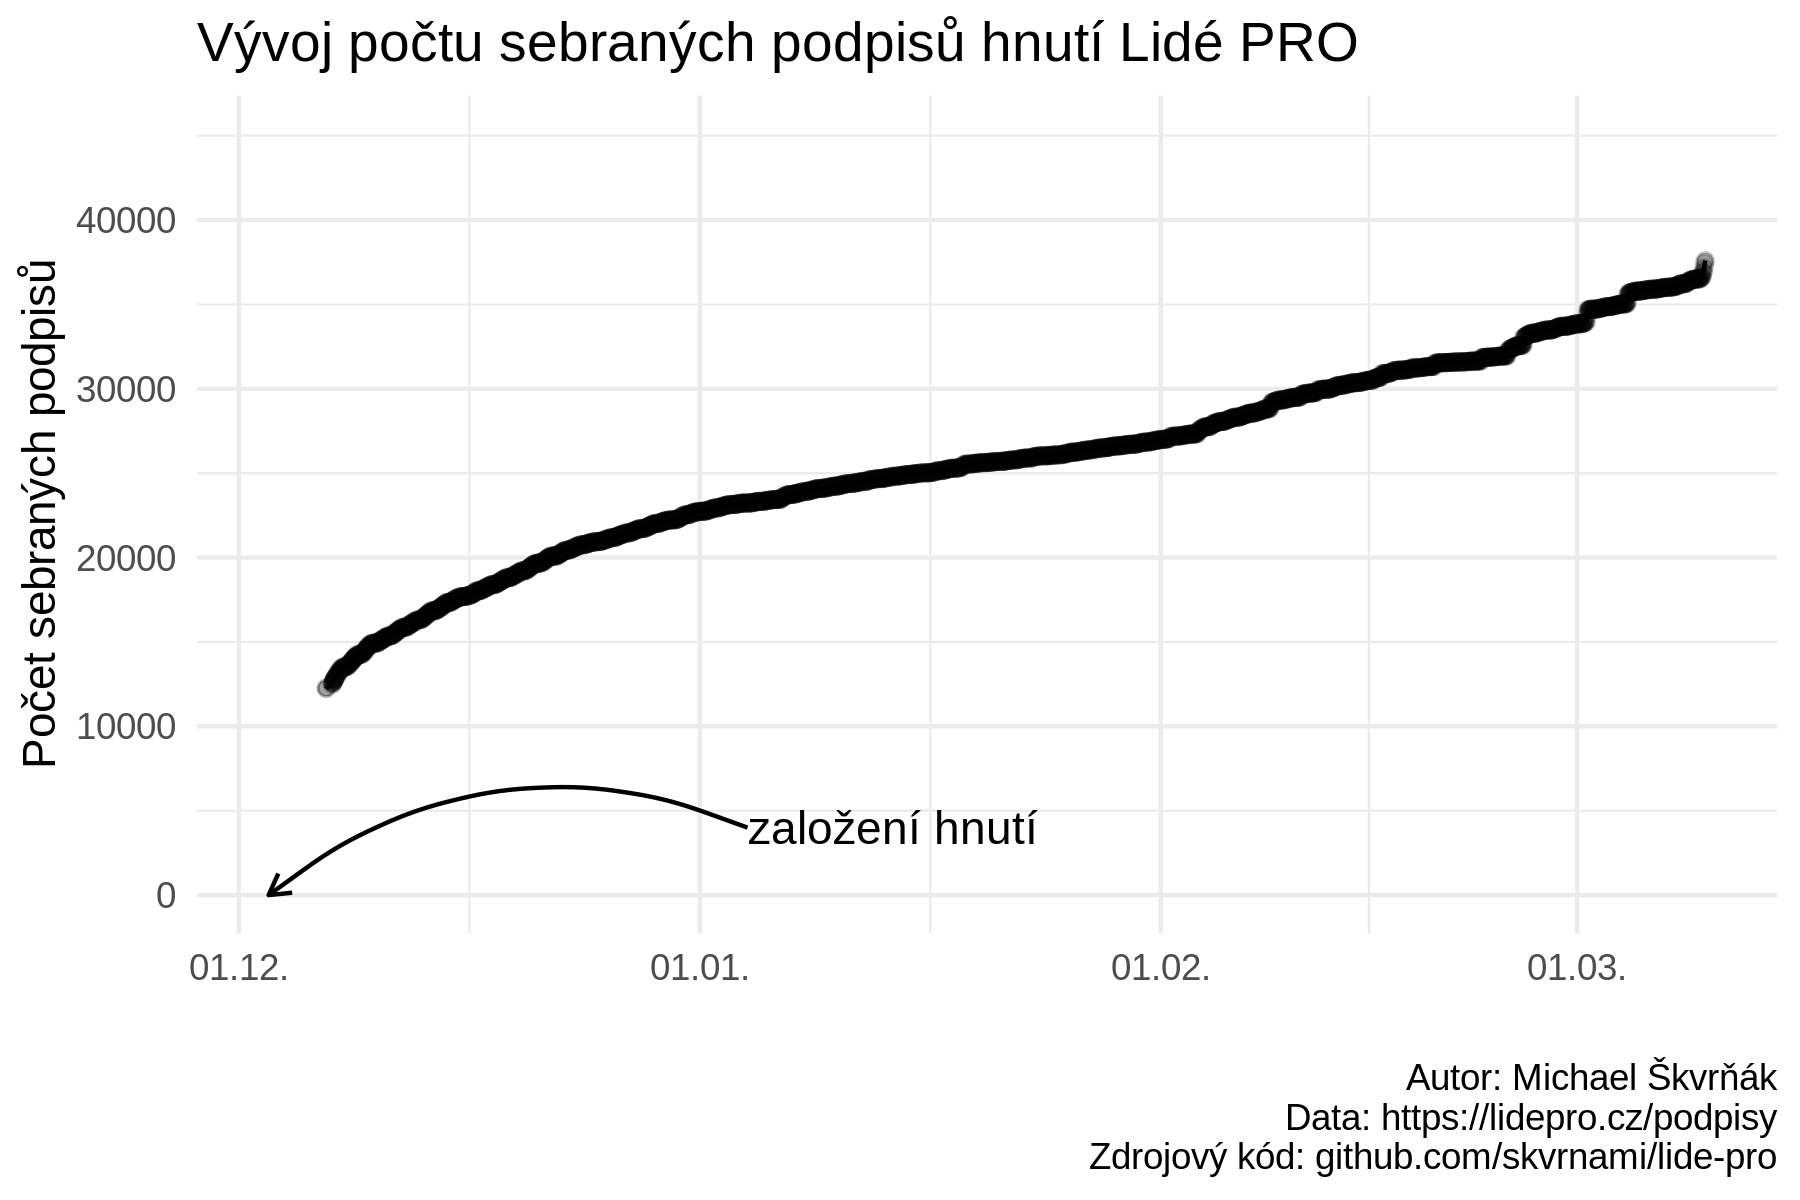 Vývoj počtu sebraných podpisů hnutí Lidé PRO
Počet sebraných podpisů
40000
30000
20000
10000
0
založení hnutí
01.12.
01.01.
01.02.
01.03.
Autor: Michael Škvrňák
Data: https://lidepro.cz/podpisy
Zdrojový kód: github.com/skvrnami/lide-pro